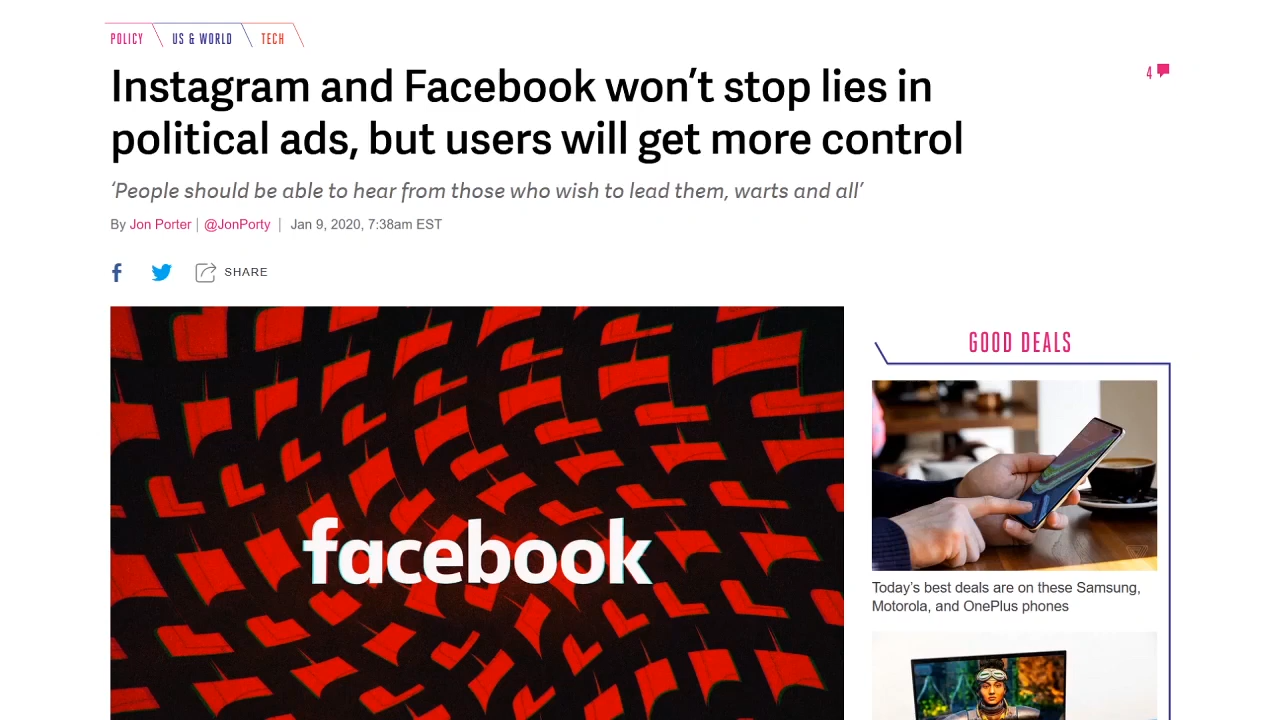 POLICY US & WORLD TECH
Instagram and Facebook won’t stop lies in
political ads, but users will get more control
4
‘People should be able to hear from those who wish to lead them, warts and all’
By Jon Porter | @JonPorty | Jan 9, 2020, 7:38am EST
SHARE
facebook
GOOD DEALS
Today’s best deals are on these Samsung,
Motorola, and OnePlus phones